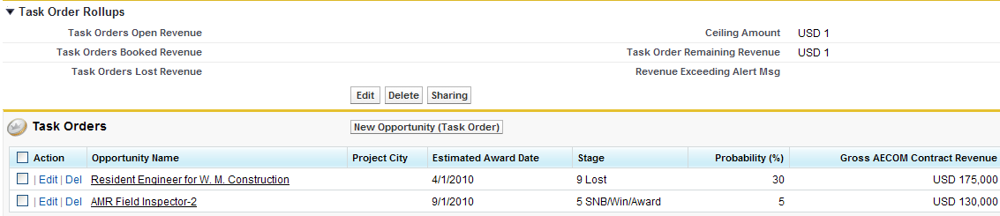 Task Order Rollups
Task Orders Open Revenue Ceiling Amount USD 1
Task Orders Booked Revenue Task Order Remaining Revenue USD 1
Task Orders Lost Revenue Revenue Exceeding Alert Msg
Edit Delete Sharing
Task Orders New Opportunity (Task Order)
Action Opportunity Name Project City Estimated Award Date Stage Probability (%) Gross AECOM Contract Revenue
| Edit | Del Resident Engineer for W. M. Construction 4/1/2010 9 Lost 30 USD 175,000
| Edit | Del AMR Field Inspector-2 9/1/2010 5 SNB/Win/Award 5 USD 130,000